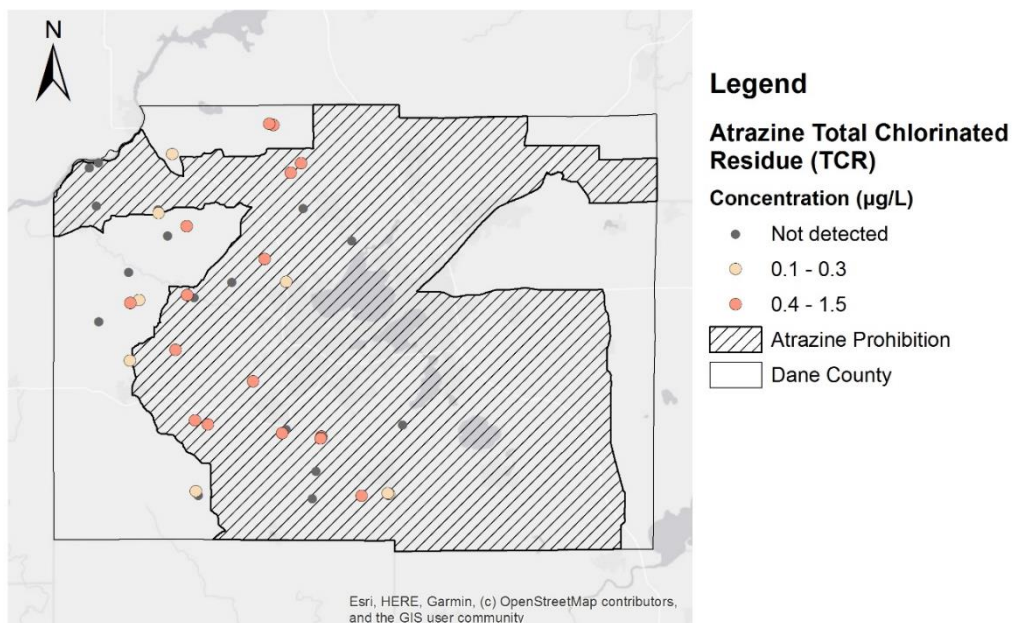 N
Legend
Atrazine Total Chlorinated
Residue (TCR)
Concentration (µg/L)
Not detected
0.1 - 0.3
0.4 - 1.5
Atrazine Prohibition
Dane County
Esri, HERE, Garmin, (c) OpenStreetMap contributors,
and the GIS user community